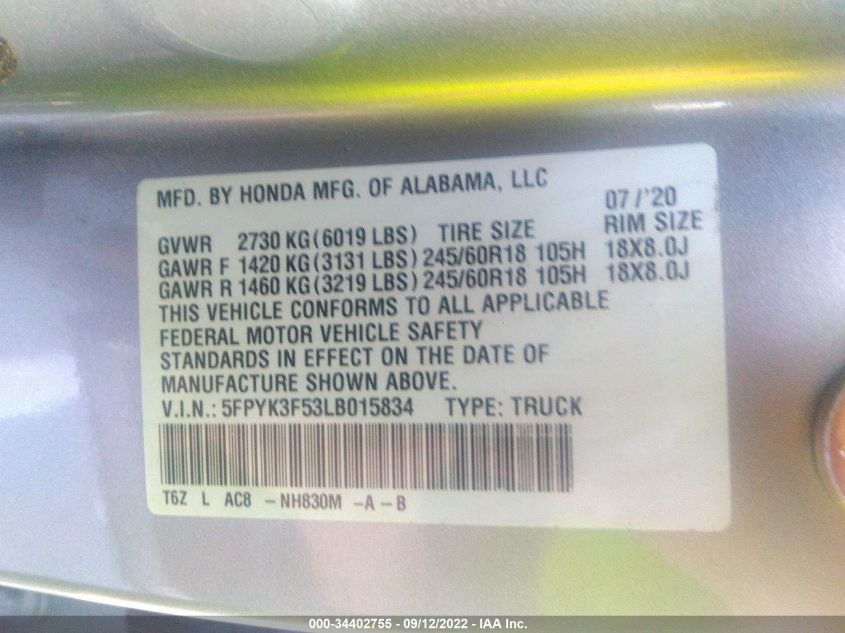 MFD. BY HONDA MFG. OF ALABAMA, LLC 07/'20
GVWR 2730 KG(6019 LBS) TIRE SIZE RIM SIZE
GAWR F 1420 KG(3131 LBS) 245/60R18 105H 18X8.0J
GAWR R 1460 KG(3219 LBS) 245/60R18 105H 18X8.0J
THIS VEHICLE CONFORMS TO ALL APPLICABLE
FEDERAL MOTOR VEHICLE SAFETY
STANDARDS IN EFFECT ON THE DATE OF
MANUFACTURE SHOWN ABOVE.
V.I.N.: 5FPYK3F53LB015834 TYPE: TRUCK
T6Z L AC8 -NH830M -A-B
000-34402755 - 09/12/2022 - IAA Inc.